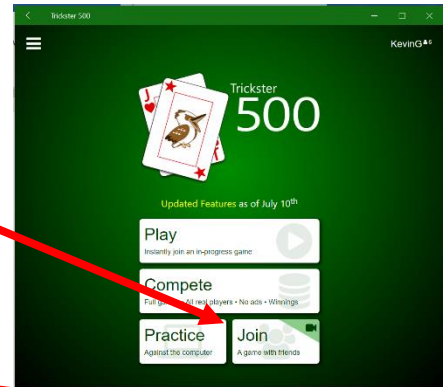 Trickster 500
KevinG
Trickster
500
J
Updated Features as of July 10th
Play
Instantly join an in-progress game
Compete
Full ga All real players • No ads • Winnings
Practice
Against the computer
Join
A game with friends